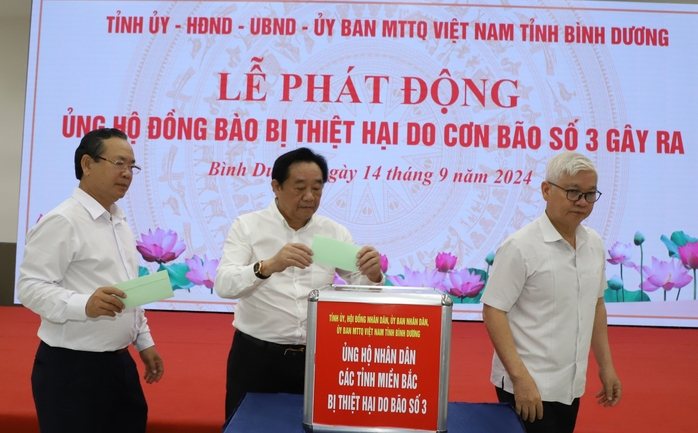 TỈNH ỦY - HĐND - UBND - ỦY BAN MTTQ VIỆT NAM TỈNH BÌNH DƯƠNG
LỄ PHÁT ĐỘNG
ỦNG HỘ ĐỒNG BÀO BỊ THIỆT HẠI DO CƠN BÃO SỐ 3 GÂY RA
Bình Dư ngày 14 tháng 9 năm 2024
TỈNH ỦY, HỘI ĐỒNG NHÂN DÂN, ỦY BAN NHÂN DÂN,
ỦY BAN MTTQ VIỆT NAM TỈNH BÌNH DƯƠNG
ỦNG HỘ NHÂN DÂN
CÁC TỈNH MIỀN BẮC
BỊ THIỆT HẠI DO BÃO SỐ 3